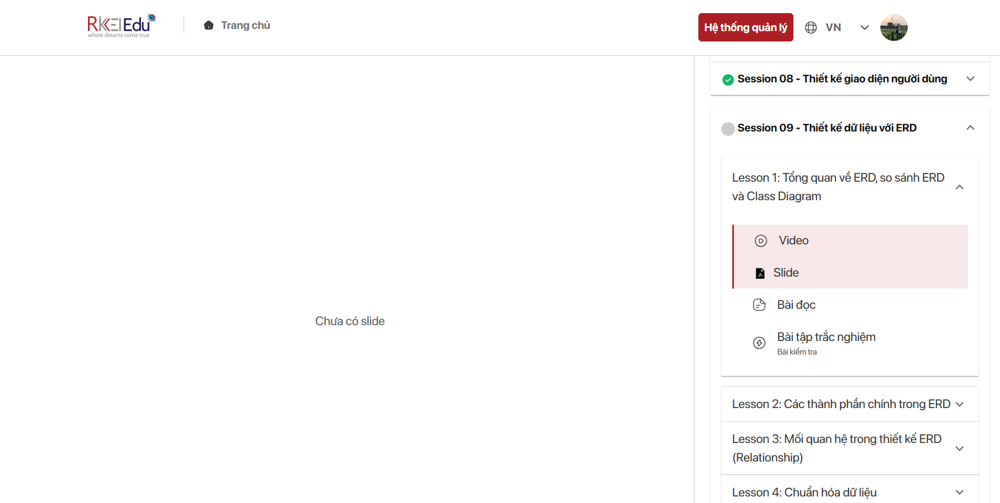 RIKKEI Edu
where dreams come true
Trang chủ
Hệ thống quản lý
VN
Session 08 - Thiết kế giao diện người dùng
Session 09 - Thiết kế dữ liệu với ERD
Lesson 1: Tổng quan về ERD, so sánh ERD
và Class Diagram
Video
Slide
Bài đọc
Bài tập trắc nghiệm
Bài kiểm tra
Chưa có slide
Lesson 2: Các thành phần chính trong ERD
Lesson 3: Mối quan hệ trong thiết kế ERD
(Relationship)
Lesson 4: Chuẩn hóa dữ liệu